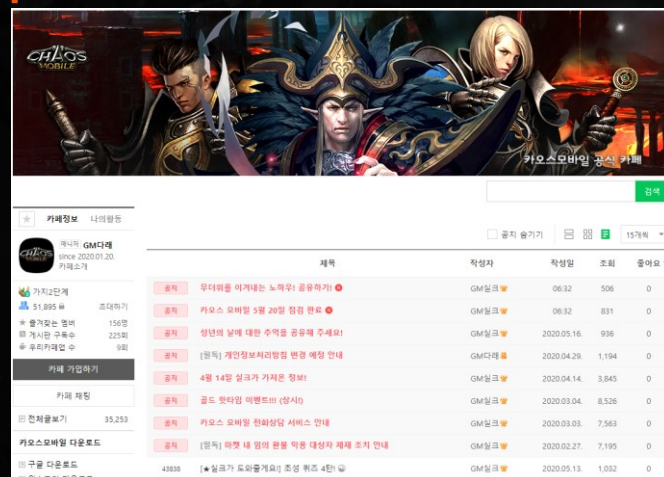 CHAOS
MOBILE
카오스모바일 공식 카페
검색
카페정보 나의활동
공지 숨기기 15개씩
매니저 GM다래
since 2020.01.20.
카페소개
CHAOS
제목 작성자 작성일 조회 좋아요
가지2단계
51,895 초대하기
즐겨찾는 멤버 156명
게시판 구독수 225회
우리카페앱 수 9회
카페 가입하기
카페 채팅
전체글보기 35,253
카오스모바일 다운로드
구글 다운로드
공지 무더위를 이겨내는 노하우! 공유하기! GM실크 06:32 506 0
공지 카오스 모바일 5월 20일 점검 완료 GM실크 06:32 831 0
공지 성년의 날에 대한 추억을 공유해 주세요! GM실크 2020.05.16. 936 0
공지 [필독] 개인정보처리방침 변경 예정 안내 GM다래 2020.04.29. 1,194 0
공지 4월 14일 실크가 가져온 정보! GM실크 2020.04.14. 3,845 0
공지 골드 핫타임 이벤트!!! (상시) GM실크 2020.03.04. 8,526 0
공지 카오스 모바일 전화상담 서비스 안내 GM실크 2020.03.03. 7,563 0
공지 [필독] 마켓 내 임의 환불 악용 대상자 제재 조치 안내 GM실크 2020.02.27. 7,195 0
43838 [★실크가 도와줄게요!] 초성 퀴즈 4탄! GM실크 2020.05.13. 1,032 0